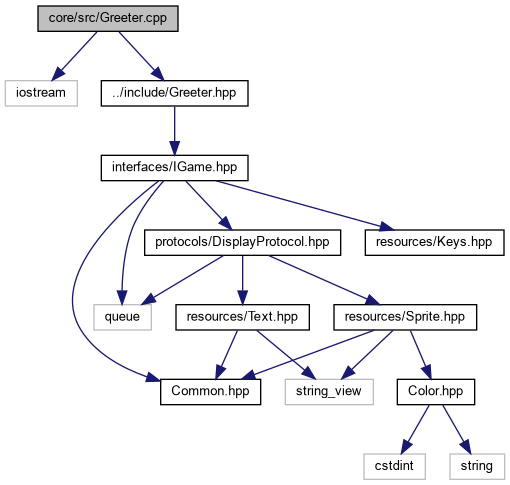 core/src/Greeter.cpp
iostream
../include/Greeter.hpp
interfaces/IGame.hpp
protocols/DisplayProtocol.hpp
resources/Keys.hpp
queue
resources/Text.hpp
resources/Sprite.hpp
Common.hpp
string_view
Color.hpp
cstdint
string